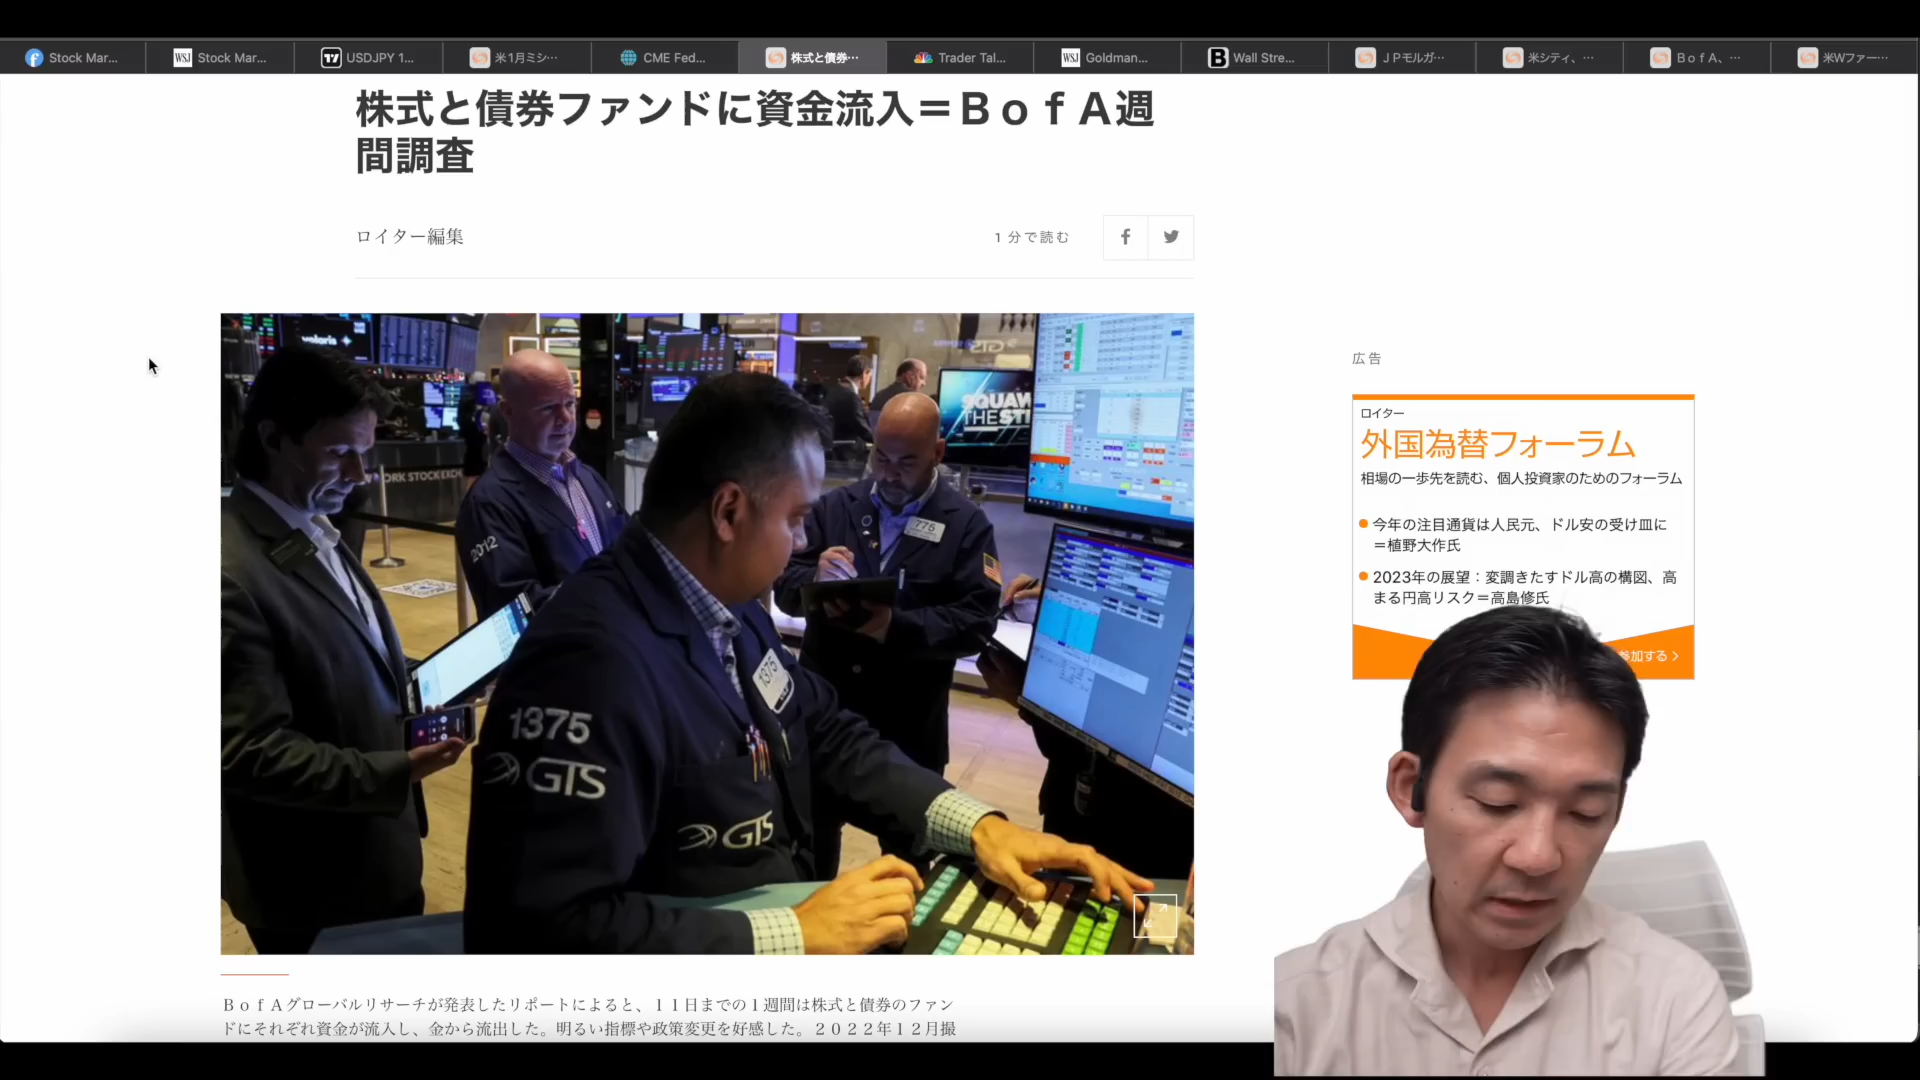 Stock Mar...
Stock Mar...
USDJPY 1...
米1月ミシ…
CME Fed...
株式と債券…
Trader Tal...
Goldman...
Wall Stre...
ＪＰモルガ…
米シティ、…
ＢｏｆＡ、…
米Wファー…
株式と債券ファンドに資金流入＝ＢｏｆＡ週
間調査
ロイター編集
1 分で読む
広告
ロイター
外国為替フォーラム
相場の一歩先を読む、個人投資家のためのフォーラム
今年の注目通貨は人民元、ドル安の受け皿に
＝植野大作氏
2023年の展望：変調きたすドル高の構図、高
まる円高リスク＝高島修氏
参加する
2012
775
1375
1375
GTS
GTS
ＢｏｆＡグローバルリサーチが発表したリポートによると、１１日までの１週間は株式と債券のファン
ドにそれぞれ資金が流入し、金から流出した。明るい指標や政策変更を好感した。２０２２年１２月撮